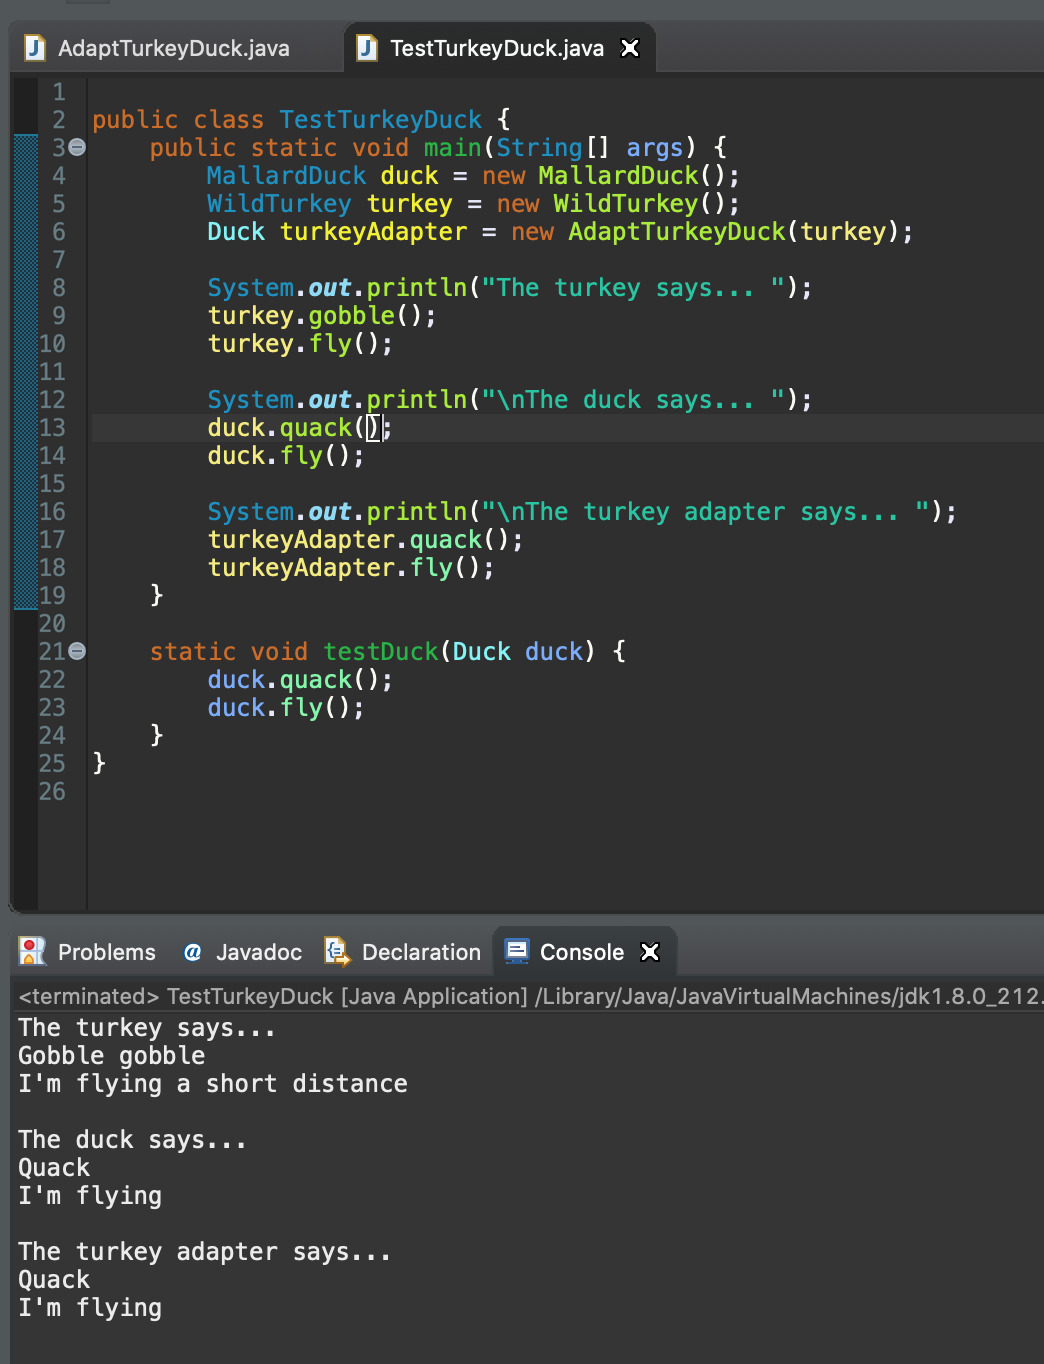 AdaptTurkeyDuck.java TestTurkeyDuck.java
1
2 public class TestTurkeyDuck {
3 public static void main(String[] args) {
4 MallardDuck duck = new MallardDuck();
5 WildTurkey turkey = new WildTurkey();
6 Duck turkeyAdapter = new AdaptTurkeyDuck(turkey);
7
8 System.out.println("The turkey says... ");
9 turkey.gobble();
10 turkey.fly();
11
12 System.out.println("\nThe duck says... ");
13 duck.quack();
14 duck.fly();
15
16 System.out.println("\nThe turkey adapter says... ");
17 turkeyAdapter.quack();
18 turkeyAdapter.fly();
19 }
20
21 static void testDuck(Duck duck) {
22 duck.quack();
23 duck.fly();
24 }
25 }
26
Problems @ Javadoc Declaration Console
<terminated> TestTurkeyDuck [Java Application] /Library/Java/JavaVirtualMachines/jdk1.8.0_212.
The turkey says...
Gobble gobble
I'm flying a short distance
The duck says...
Quack
I'm flying
The turkey adapter says...
Quack
I'm flying